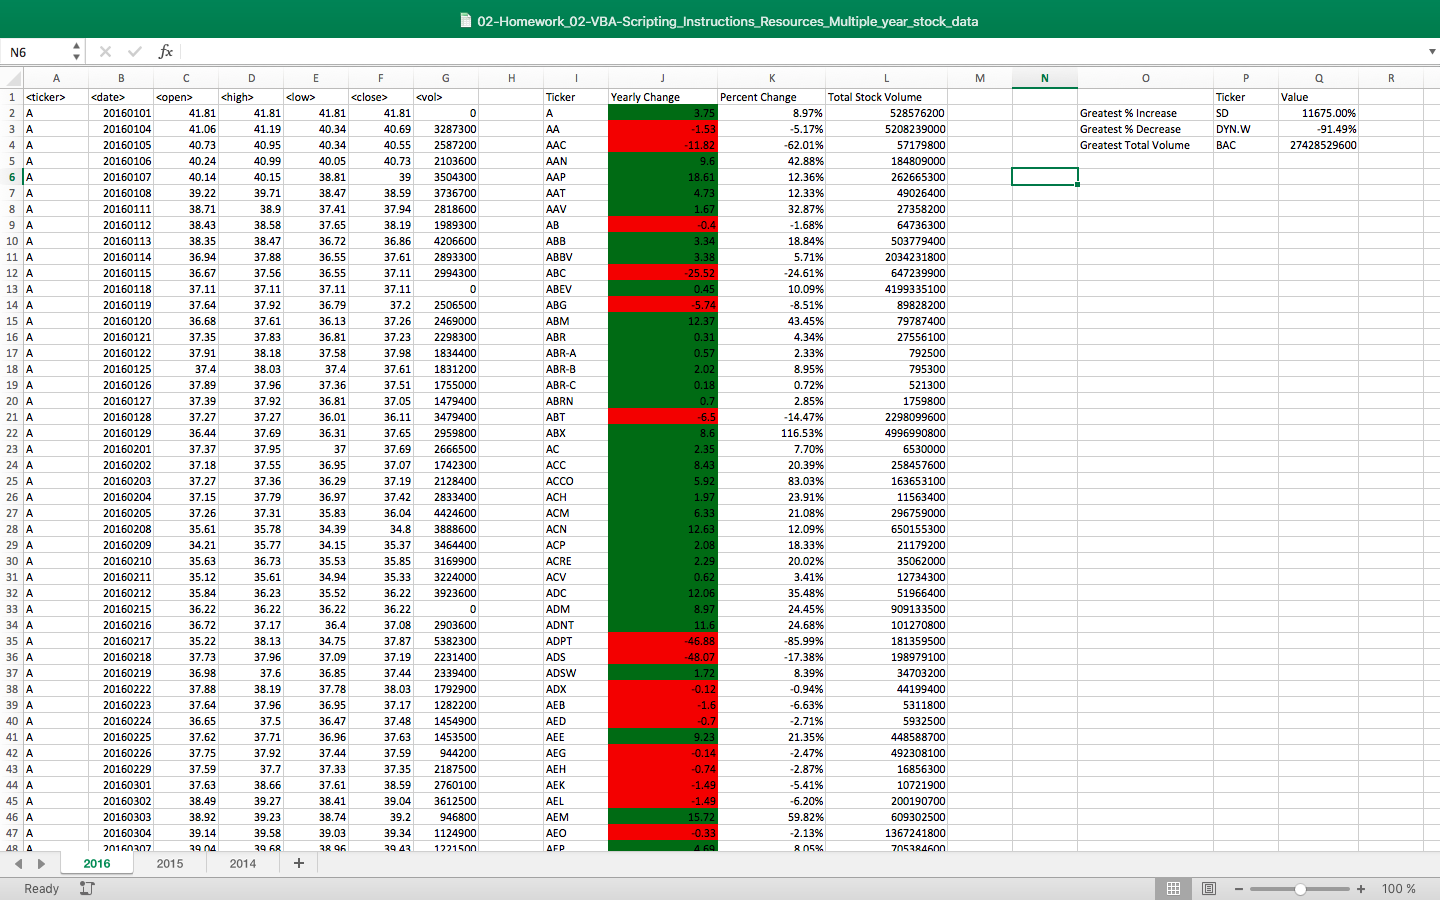 02-Homework_02-VBA-Scripting_Instructions_Resources_Multiple_year_stock_data
N6 fx
A B C D E F G H I J K L M N O P Q R
1 <ticker> <date> <open> <high> <low> <close> <vol> Ticker Yearly Change Percent Change Total Stock Volume Ticker Value
2 A 20160101 41.81 41.81 41.81 41.81 0 A 3.75 8.97% 528576200 Greatest % Increase SD 11675.00%
3 A 20160104 41.06 41.19 40.34 40.69 3287300 AA -1.53 -5.17% 5208239000 Greatest % Decrease DYN.W -91.49%
4 A 20160105 40.73 40.95 40.34 40.55 2587200 AAC -11.82 -62.01% 57179800 Greatest Total Volume BAC 27428529600
5 A 20160106 40.24 40.99 40.05 40.73 2103600 AAN 9.6 42.88% 184809000
6 A 20160107 40.14 40.15 38.81 39 3504300 AAP 18.61 12.36% 262665300
7 A 20160108 39.22 39.71 38.47 38.59 3736700 AAT 4.73 12.33% 49026400
8 A 20160111 38.71 38.9 37.41 37.94 2818600 AAV 1.67 32.87% 27358200
9 A 20160112 38.43 38.58 37.65 38.19 1989300 AB -0.4 -1.68% 64736300
10 A 20160113 38.35 38.47 36.72 36.86 4206600 ABB 3.34 18.84% 503779400
11 A 20160114 36.94 37.88 36.55 37.61 2893300 ABBV 3.38 5.71% 2034231800
12 A 20160115 36.67 37.56 36.55 37.11 2994300 ABC -25.52 -24.61% 647239900
13 A 20160118 37.11 37.11 37.11 37.11 0 ABEV 0.45 10.09% 4199335100
14 A 20160119 37.64 37.92 36.79 37.2 2506500 ABG -5.74 -8.51% 89828200
15 A 20160120 36.68 37.61 36.13 37.26 2469000 ABM 12.37 43.45% 79787400
16 A 20160121 37.35 37.83 36.81 37.23 2298300 ABR 0.31 4.34% 27556100
17 A 20160122 37.91 38.18 37.58 37.98 1834400 ABR-A 0.57 2.33% 792500
18 A 20160125 37.4 38.03 37.4 37.61 1831200 ABR-B 2.02 8.95% 795300
19 A 20160126 37.89 37.96 37.36 37.51 1755000 ABR-C 0.18 0.72% 521300
20 A 20160127 37.39 37.92 36.81 37.05 1479400 ABRN 0.7 2.85% 1759800
21 A 20160128 37.27 37.27 36.01 36.11 3479400 ABT -6.5 -14.47% 2298099600
22 A 20160129 36.44 37.69 36.31 37.65 2959800 ABX 8.6 116.53% 4996990800
23 A 20160201 37.37 37.95 37 37.69 2666500 AC 2.35 7.70% 6530000
24 A 20160202 37.18 37.55 36.95 37.07 1742300 ACC 8.43 20.39% 258457600
25 A 20160203 37.27 37.36 36.29 37.19 2128400 ACCO 5.92 83.03% 163653100
26 A 20160204 37.15 37.79 36.97 37.42 2833400 ACH 1.97 23.91% 11563400
27 A 20160205 37.26 37.31 35.83 36.04 4424600 ACM 6.33 21.08% 296759000
28 A 20160208 35.61 35.78 34.39 34.8 3888600 ACN 12.63 12.09% 650155300
29 A 20160209 34.21 35.77 34.15 35.37 3464400 ACP 2.08 18.33% 21179200
30 A 20160210 35.63 36.73 35.53 35.85 3169900 ACRE 2.29 20.02% 35062000
31 A 20160211 35.12 35.61 34.94 35.33 3224000 ACV 0.62 3.41% 12734300
32 A 20160212 35.84 36.23 35.52 36.22 3923600 ADC 12.06 35.48% 51966400
33 A 20160215 36.22 36.22 36.22 36.22 0 ADM 8.97 24.45% 909133500
34 A 20160216 36.72 37.17 36.4 37.08 2903600 ADNT 11.6 24.68% 101270800
35 A 20160217 35.22 38.13 34.75 37.87 5382300 ADPT -46.88 -85.99% 181359500
36 A 20160218 37.73 37.96 37.09 37.19 2231400 ADS -48.07 -17.38% 198979100
37 A 20160219 36.98 37.6 36.85 37.44 2339400 ADSW 1.72 8.39% 34703200
38 A 20160222 37.88 38.19 37.78 38.03 1792900 ADX -0.12 -0.94% 44199400
39 A 20160223 37.64 37.96 36.95 37.17 1282200 AEB -1.6 -6.63% 5311800
40 A 20160224 36.65 37.5 36.47 37.48 1454900 AED -0.7 -2.71% 5932500
41 A 20160225 37.62 37.71 36.96 37.63 1453500 AEE 9.23 21.35% 448588700
42 A 20160226 37.75 37.92 37.44 37.59 944200 AEG -0.14 -2.47% 492308100
43 A 20160229 37.59 37.7 37.33 37.35 2187500 AEH -0.74 -2.87% 16856300
44 A 20160301 37.63 38.66 37.61 38.59 2760100 AEK -1.49 -5.41% 10721900
45 A 20160302 38.49 39.27 38.41 39.04 3612500 AEL -1.49 -6.20% 200190700
46 A 20160303 38.92 39.23 38.74 39.2 946800 AEM 15.72 59.82% 609302500
47 A 20160304 39.14 39.58 39.03 39.34 1124900 AEO -0.33 -2.13% 1367241800
48 A 20160307 39.04 39.68 38.96 39.43 1221500 AEP 4.69 8.05% 705384600
2016 2015 2014 +
Ready 100 %